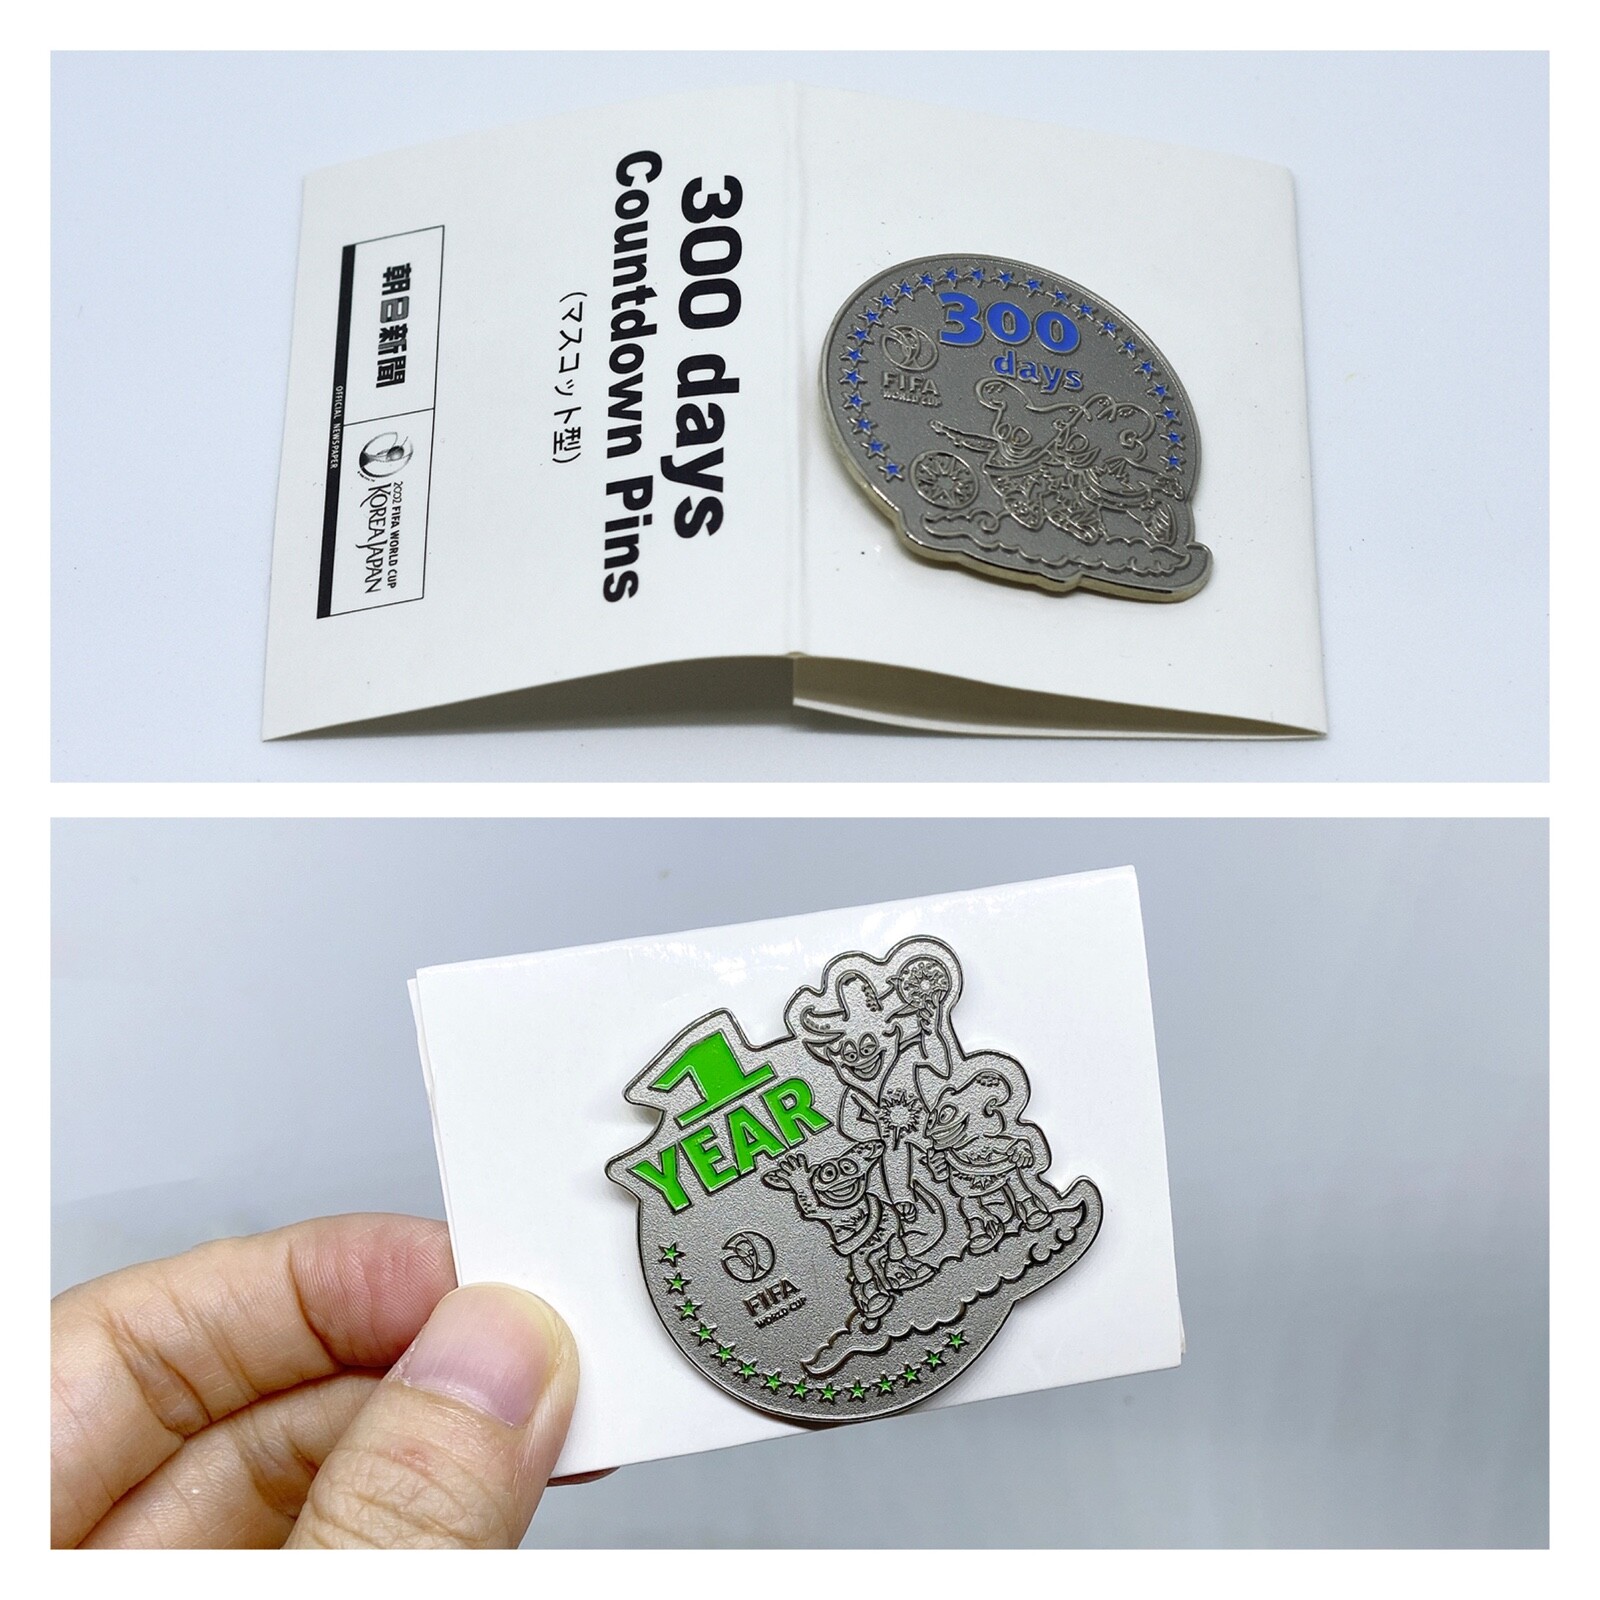 300 days
Countdown Pins
(マスコット型)
朝日新聞
2002 FIFA WORLD CUP
KOREA JAPAN
OFFICIAL NEWSPAPER
300
days
FIFA
WORLD CUP
1
YEAR
FIFA
WORLD CUP